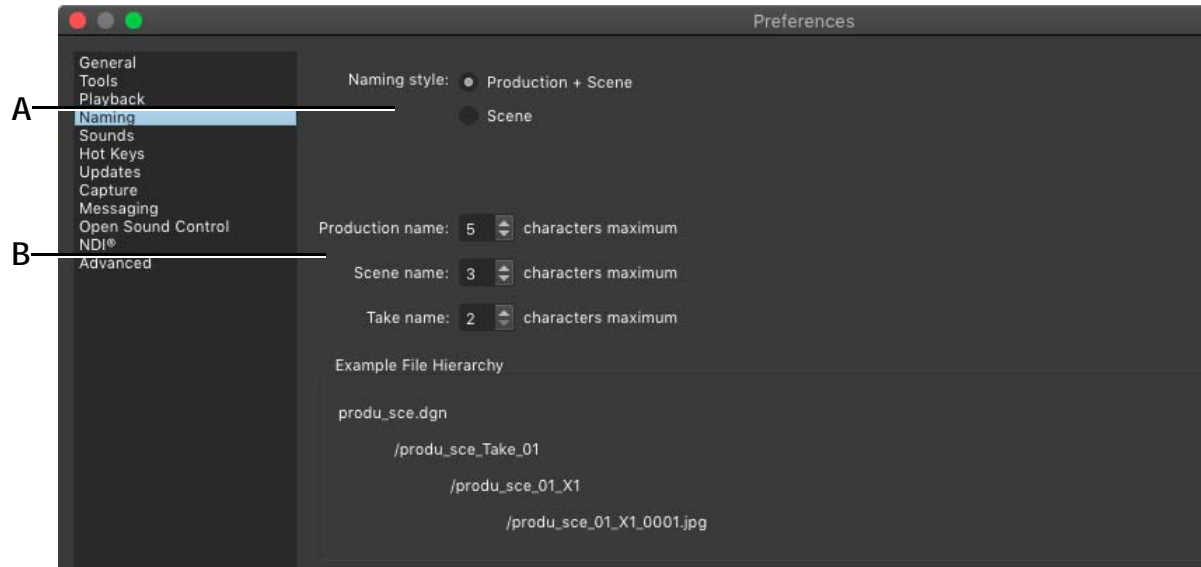 Preferences
General
Tools
Playback
Naming
Sounds
Hot Keys
Updates
Capture
Messaging
Open Sound Control
NDI®
Advanced
A
B
Naming style: Production + Scene
Scene
Production name: 5 characters maximum
Scene name: 3 characters maximum
Take name: 2 characters maximum
Example File Hierarchy
produ_sce.dgn
/produ_sce_Take_01
/produ_sce_01_X1
/produ_sce_01_X1_0001.jpg